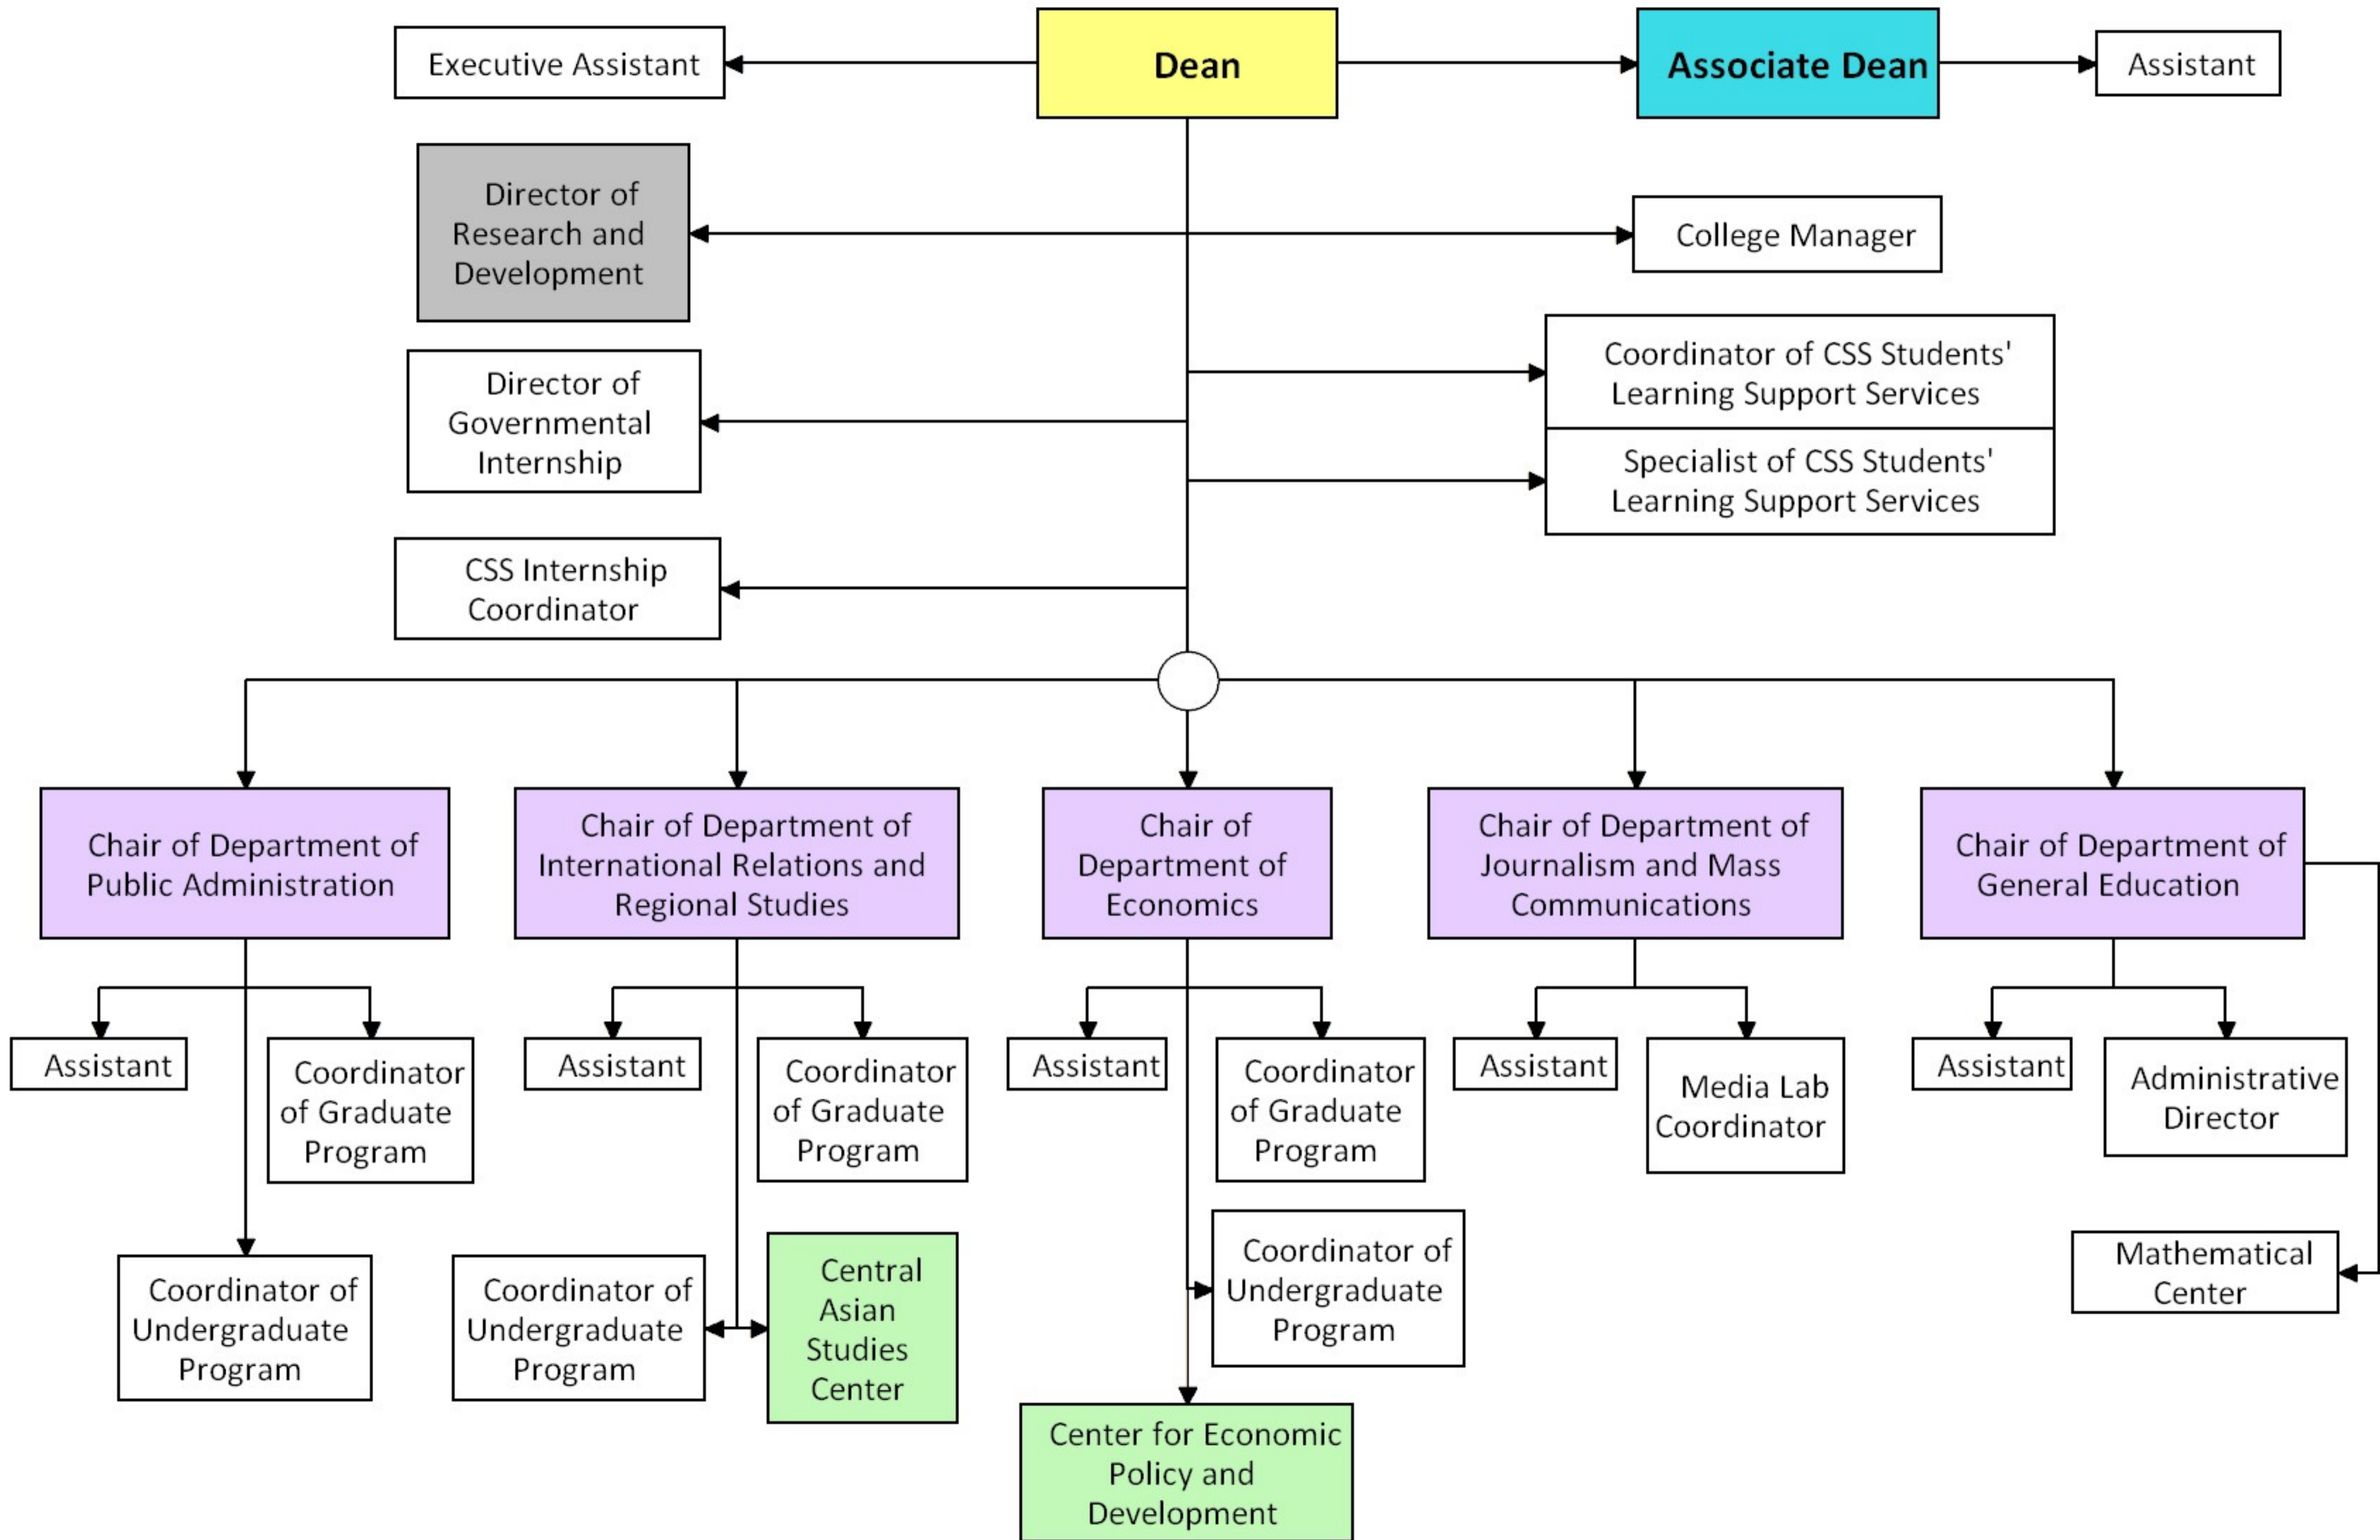 Executive Assistant
Dean
Associate Dean
Assistant
Director of
Research and
Development
College Manager
Coordinator of CSS Students'
Learning Support Services
Director of
Governmental
Internship
Specialist of CSS Students'
Learning Support Services
CSS Internship
Coordinator
Chair of Department of
Public Administration
Chair of Department of
International Relations and
Regional Studies
Chair of
Department of
Economics
Chair of Department of
Journalism and Mass
Communications
Chair of Department of
General Education
Assistant
Coordinator
of Graduate
Program
Assistant
Coordinator
of Graduate
Program
Assistant
Coordinator
of Graduate
Program
Assistant
Media Lab
Coordinator
Assistant
Administrative
Director
Coordinator of
Undergraduate
Program
Coordinator of
Undergraduate
Program
Central
Asian
Studies
Center
Coordinator of
Undergraduate
Program
Mathematical
Center
Center for Economic
Policy and
Development